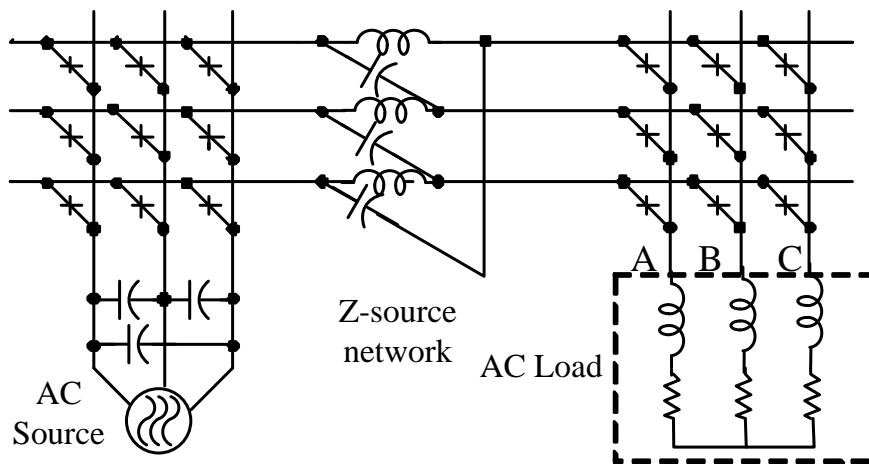 A B C
Z-source
network
AC Load
AC
Source